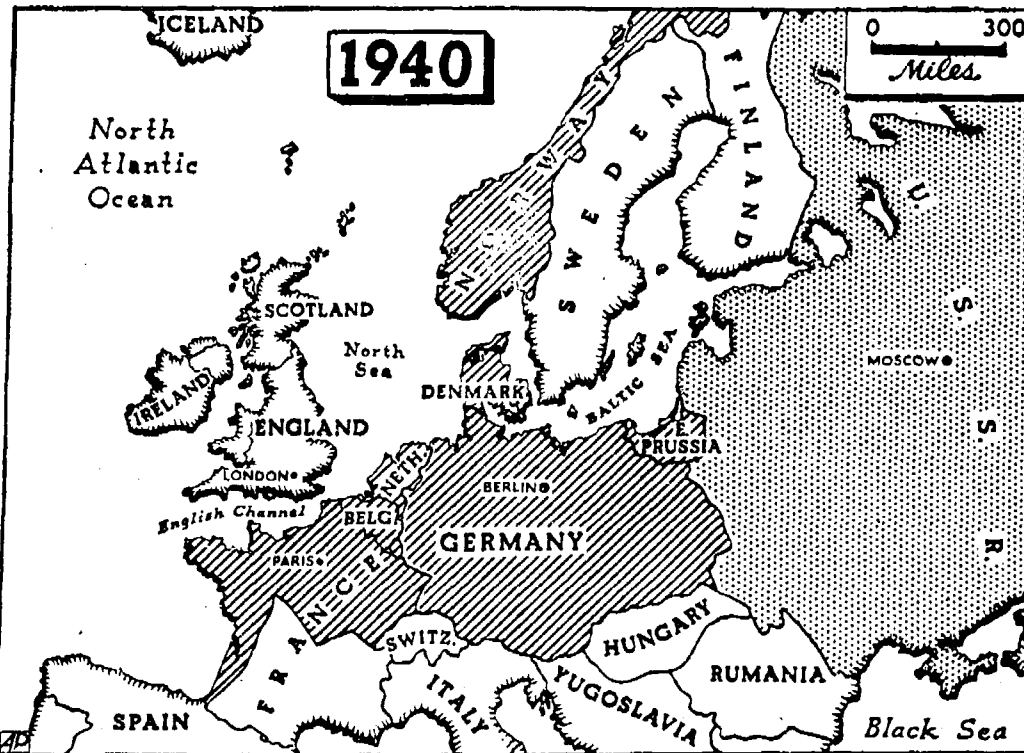 ICELAND
1940
0 300
Miles
North
Atlantic
Ocean
NORWAY
SWEDEN
FINLAND
U. S. S. R.
SCOTLAND
North
Sea
BALTIC SEA
MOSCOW
IRELAND
DENMARK
ENGLAND
E.
PRUSSIA
LONDON
NETH.
BERLIN
English Channel
BELG.
GERMANY
PARIS
FRANCE
SWITZ.
HUNGARY
RUMANIA
ITALY
YUGOSLAVIA
SPAIN
Black Sea
AP